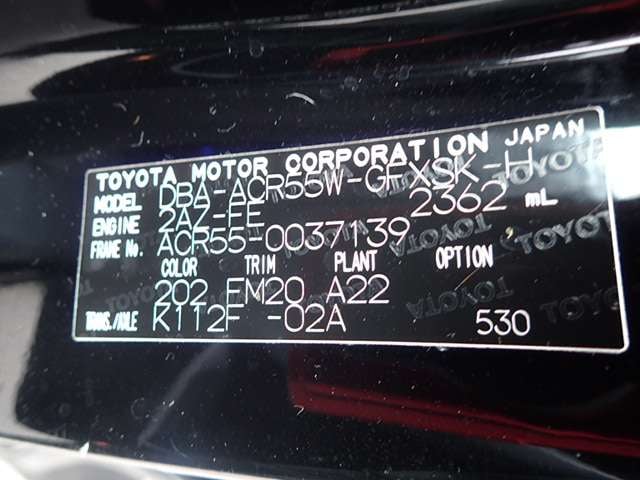 TOYOTA MOTOR CORPORATION JAPAN
MODEL DBA-ACR55W-GFXSK-H
ENGINE 2AZ-FE 2362 mL
FRAME No. ACR55-0037139
COLOR TRIM PLANT OPTION
202 FM20 A22
TRANS./AXLE K112F -02A 530